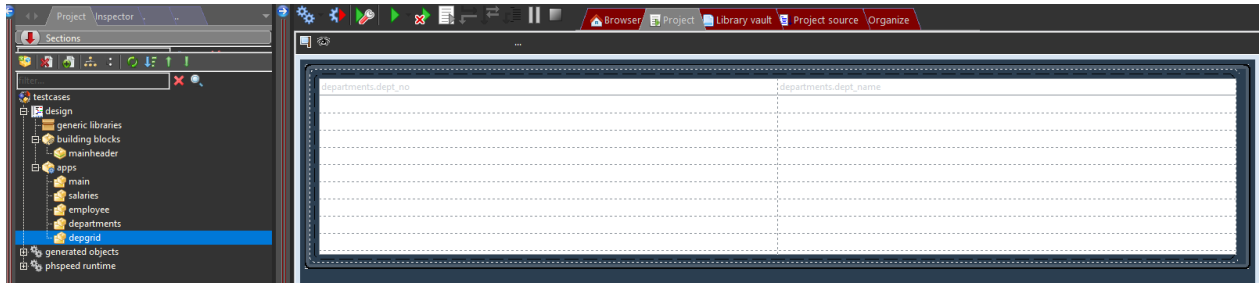 Project Inspector . ..
Browser Project Library vault Project source Organize
Sections
...
filter...
testcases
design
generic libraries
building blocks
mainheader
apps
main
salaries
employee
departments
depgrid
generated objects
phspeed runtime
departments.dept_no departments.dept_name